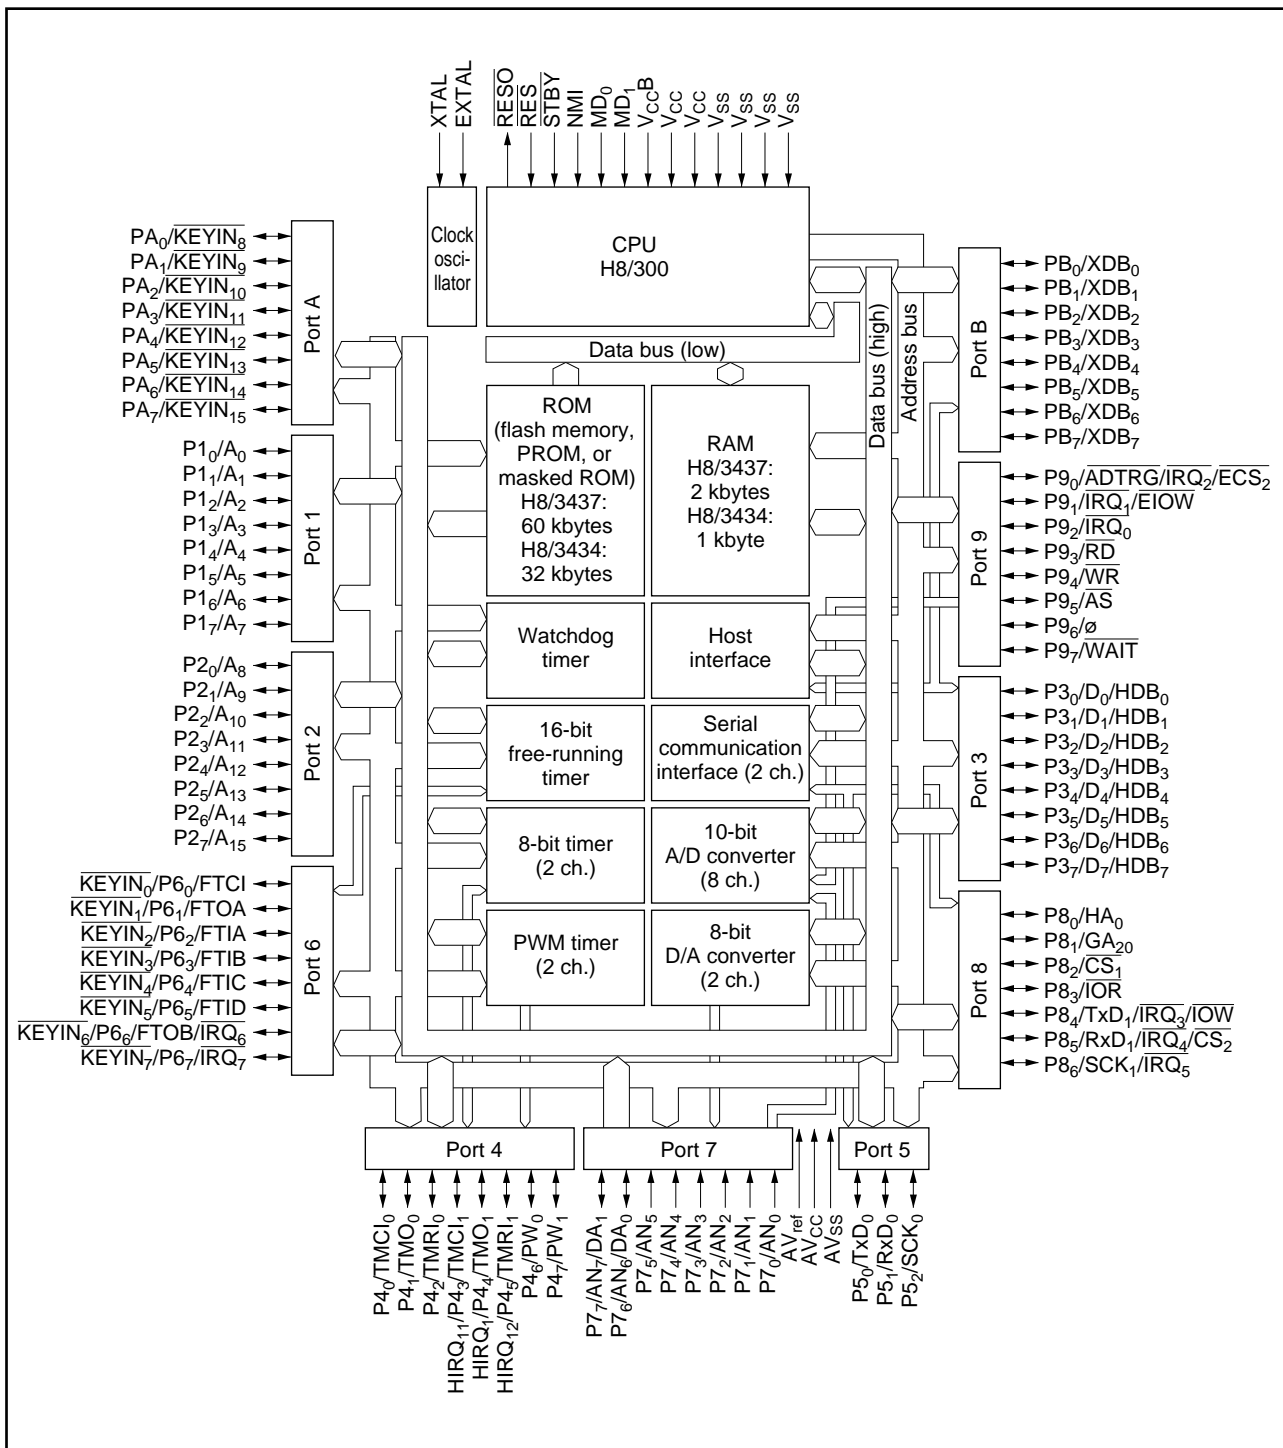 XTAL
EXTAL
RESO
RES
STBY
NMI
MD0
MD1
VCCB
VCC
VCC
VSS
VSS
VSS
VSS
Clock
osci-
llator
CPU
H8/300
PA0/KEYIN8
PA1/KEYIN9
PA2/KEYIN10
PA3/KEYIN11
PA4/KEYIN12
PA5/KEYIN13
PA6/KEYIN14
PA7/KEYIN15
Port A
P10/A0
P11/A1
P12/A2
P13/A3
P14/A4
P15/A5
P16/A6
P17/A7
Port 1
P20/A8
P21/A9
P22/A10
P23/A11
P24/A12
P25/A13
P26/A14
P27/A15
Port 2
KEYIN0/P60/FTCI
KEYIN1/P61/FTOA
KEYIN2/P62/FTIA
KEYIN3/P63/FTIB
KEYIN4/P64/FTIC
KEYIN5/P65/FTID
KEYIN6/P66/FTOB/IRQ6
KEYIN7/P67/IRQ7
Port 6
Data bus (low)
Data bus (high)
Address bus
ROM
(flash memory,
PROM, or
masked ROM)
H8/3437:
60 kbytes
H8/3434:
32 kbytes
RAM
H8/3437:
2 kbytes
H8/3434:
1 kbyte
Watchdog
timer
Host
interface
16-bit
free-running
timer
Serial
communication
interface (2 ch.)
8-bit timer
(2 ch.)
10-bit
A/D converter
(8 ch.)
PWM timer
(2 ch.)
8-bit
D/A converter
(2 ch.)
Port B
PB0/XDB0
PB1/XDB1
PB2/XDB2
PB3/XDB3
PB4/XDB4
PB5/XDB5
PB6/XDB6
PB7/XDB7
Port 9
P90/ADTRG/IRQ2/ECS2
P91/IRQ1/EIOW
P92/IRQ0
P93/RD
P94/WR
P95/AS
P96/ø
P97/WAIT
Port 3
P30/D0/HDB0
P31/D1/HDB1
P32/D2/HDB2
P33/D3/HDB3
P34/D4/HDB4
P35/D5/HDB5
P36/D6/HDB6
P37/D7/HDB7
Port 8
P80/HA0
P81/GA20
P82/CS1
P83/IOR
P84/TxD1/IRQ3/IOW
P85/RxD1/IRQ4/CS2
P86/SCK1/IRQ5
Port 4
Port 7
Port 5
P40/TMCI0
P41/TMO0
P42/TMRI0
HIRQ11/P43/TMCI1
HIRQ1/P44/TMO1
HIRQ12/P45/TMRI1
P46/PW0
P47/PW1
P77/AN7/DA1
P76/AN6/DA0
P75/AN5
P74/AN4
P73/AN3
P72/AN2
P71/AN1
P70/AN0
AVref
AVCC
AVSS
P50/TxD0
P51/RxD0
P52/SCK0